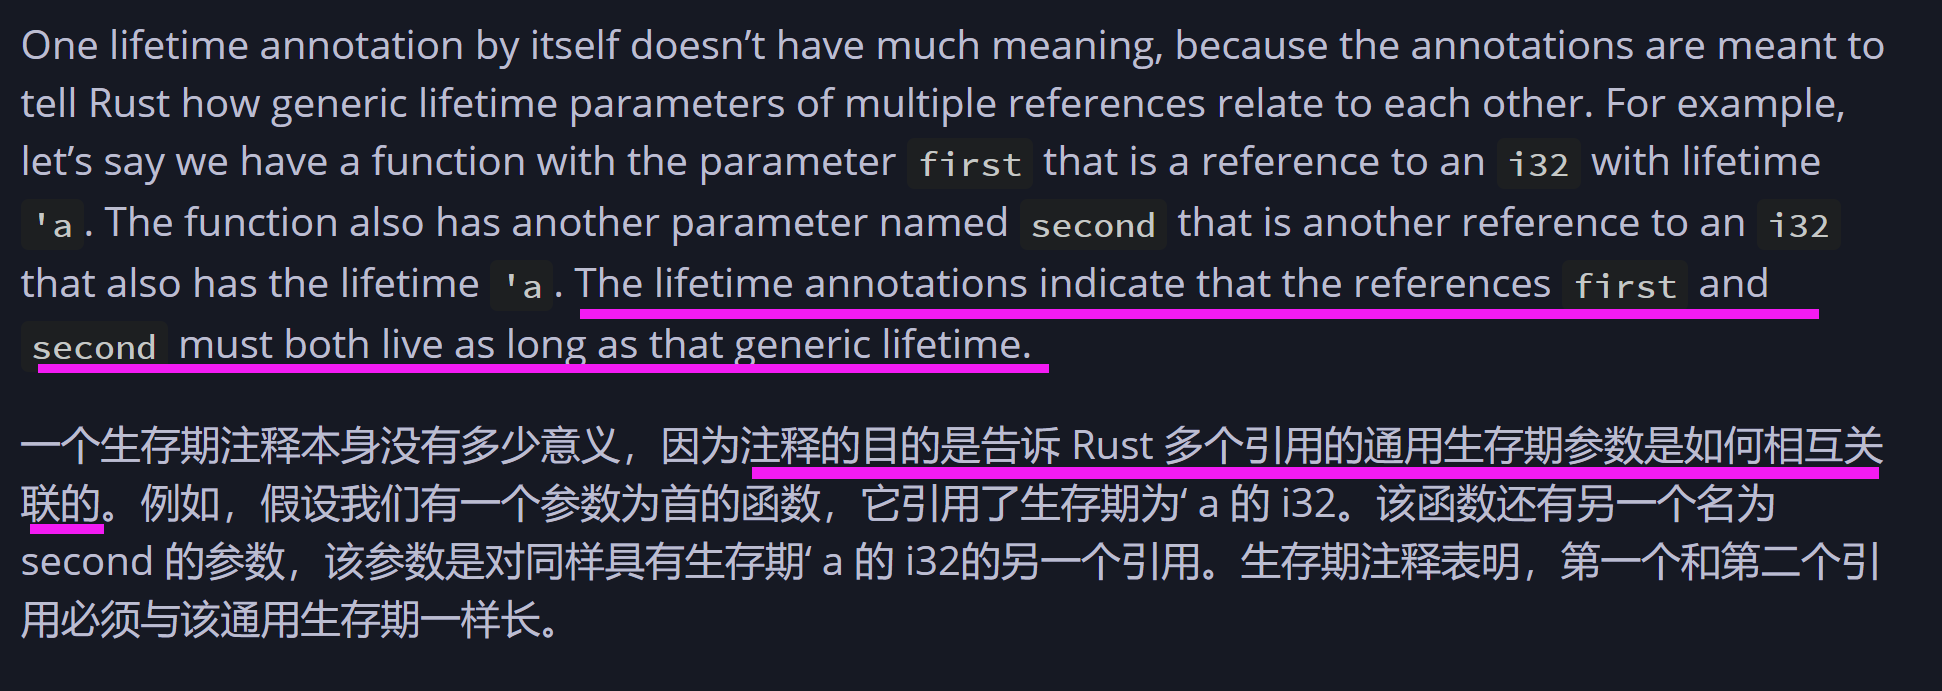 One lifetime annotation by itself doesn’t have much meaning, because the annotations are meant to
tell Rust how generic lifetime parameters of multiple references relate to each other. For example,
let’s say we have a function with the parameter first that is a reference to an i32 with lifetime
'a. The function also has another parameter named second that is another reference to an i32
that also has the lifetime 'a. The lifetime annotations indicate that the references first and
second must both live as long as that generic lifetime.
一个生存期注释本身没有多少意义，因为注释的目的是告诉 Rust 多个引用的通用生存期参数是如何相互关
联的。例如，假设我们有一个参数为首的函数，它引用了生存期为‘ a 的 i32。该函数还有另一个名为
second 的参数，该参数是对同样具有生存期‘ a 的 i32的另一个引用。生存期注释表明，第一个和第二个引
用必须与该通用生存期一样长。